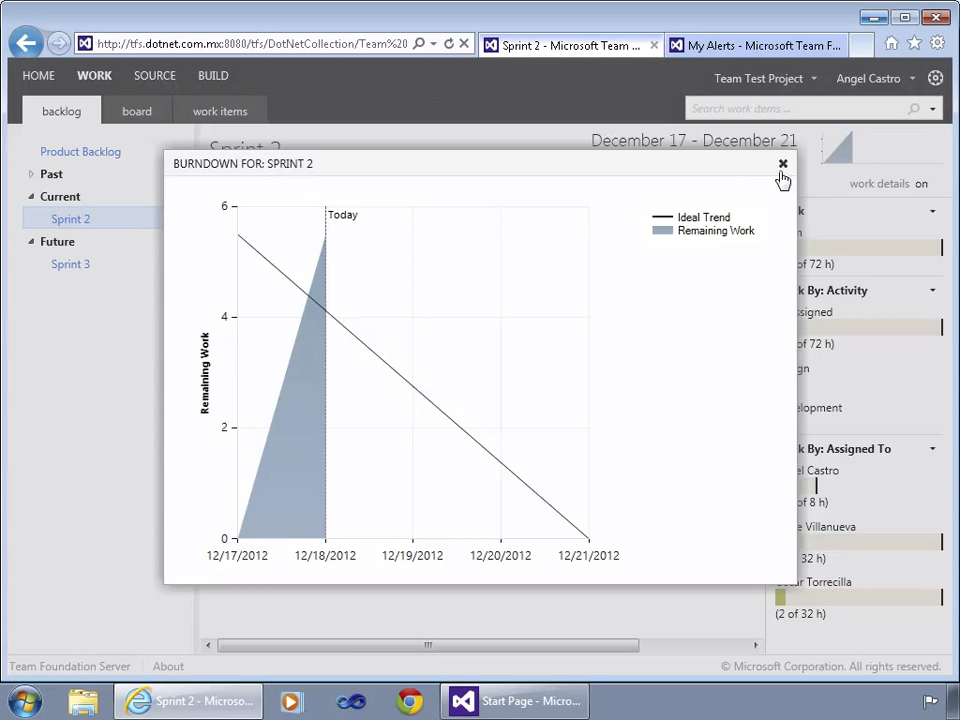 http://tfs.dotnet.com.mx:8080/tfs/DotNetCollection/Team%20
Sprint 2 - Microsoft Team ...
My Alerts - Microsoft Team F...
HOME WORK SOURCE BUILD
Team Test Project
Angel Castro
backlog board work items
Search work items ...
Product Backlog
Past
Current
Sprint 2
Future
Sprint 3
Sprint 2
December 17 - December 21
work details on
BURNDOWN FOR: SPRINT 2
Today
Ideal Trend
Remaining Work
6
4
2
0
Remaining Work
12/17/2012 12/18/2012 12/19/2012 12/20/2012 12/21/2012
of 72 h)
k By: Activity
ssigned
of 72 h)
gn
elopment
k By: Assigned To
el Castro
of 8 h)
e Villanueva
32 h)
Oscar Torrecilla
(2 of 32 h)
Team Foundation Server
About
© Microsoft Corporation. All rights reserved.
Sprint 2 - Microso...
Start Page - Micro...